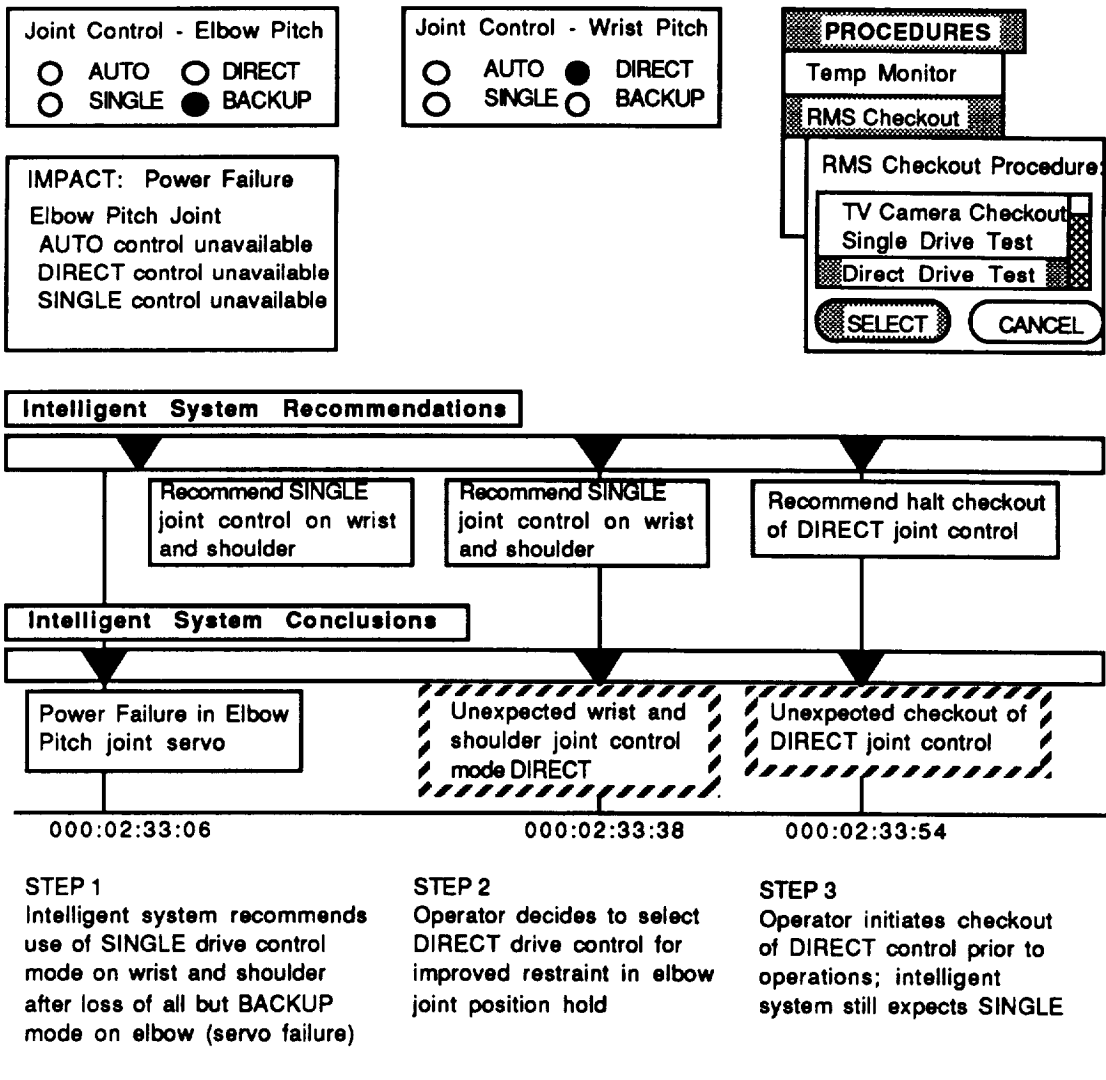 Joint Control - Elbow Pitch
AUTO DIRECT
SINGLE BACKUP
Joint Control - Wrist Pitch
AUTO DIRECT
SINGLE BACKUP
PROCEDURES
Temp Monitor
RMS Checkout
RMS Checkout Procedure:
TV Camera Checkout
Single Drive Test
Direct Drive Test
SELECT CANCEL
IMPACT: Power Failure
Elbow Pitch Joint
AUTO control unavailable
DIRECT control unavailable
SINGLE control unavailable
Intelligent System Recommendations
Recommend SINGLE
joint control on wrist
and shoulder
Recommend SINGLE
joint control on wrist
and shoulder
Recommend halt checkout
of DIRECT joint control
Intelligent System Conclusions
Power Failure in Elbow
Pitch joint servo
Unexpected wrist and
shoulder joint control
mode DIRECT
Unexpected checkout of
DIRECT joint control
000:02:33:06
000:02:33:38
000:02:33:54
STEP 1
Intelligent system recommends
use of SINGLE drive control
mode on wrist and shoulder
after loss of all but BACKUP
mode on elbow (servo failure)
STEP 2
Operator decides to select
DIRECT drive control for
improved restraint in elbow
joint position hold
STEP 3
Operator initiates checkout
of DIRECT control prior to
operations; intelligent
system still expects SINGLE